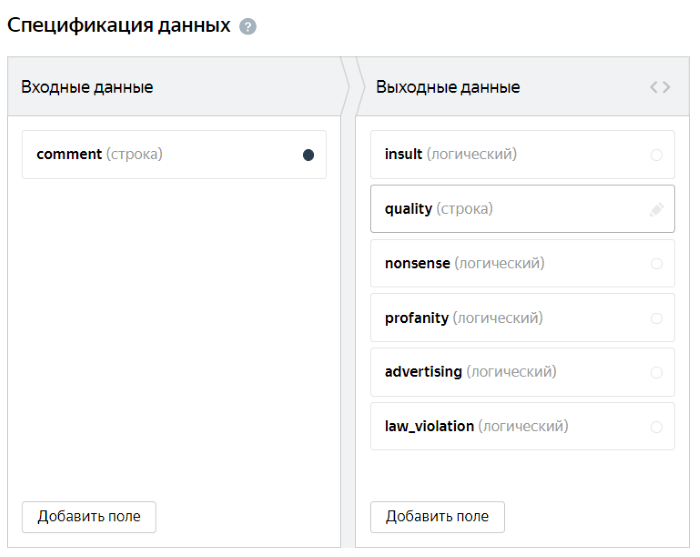 Спецификация данных ?
Входные данные
comment (строка)
Добавить поле
Выходные данные <>
insult (логический)
quality (строка)
nonsense (логический)
profanity (логический)
advertising (логический)
law_violation (логический)
Добавить поле